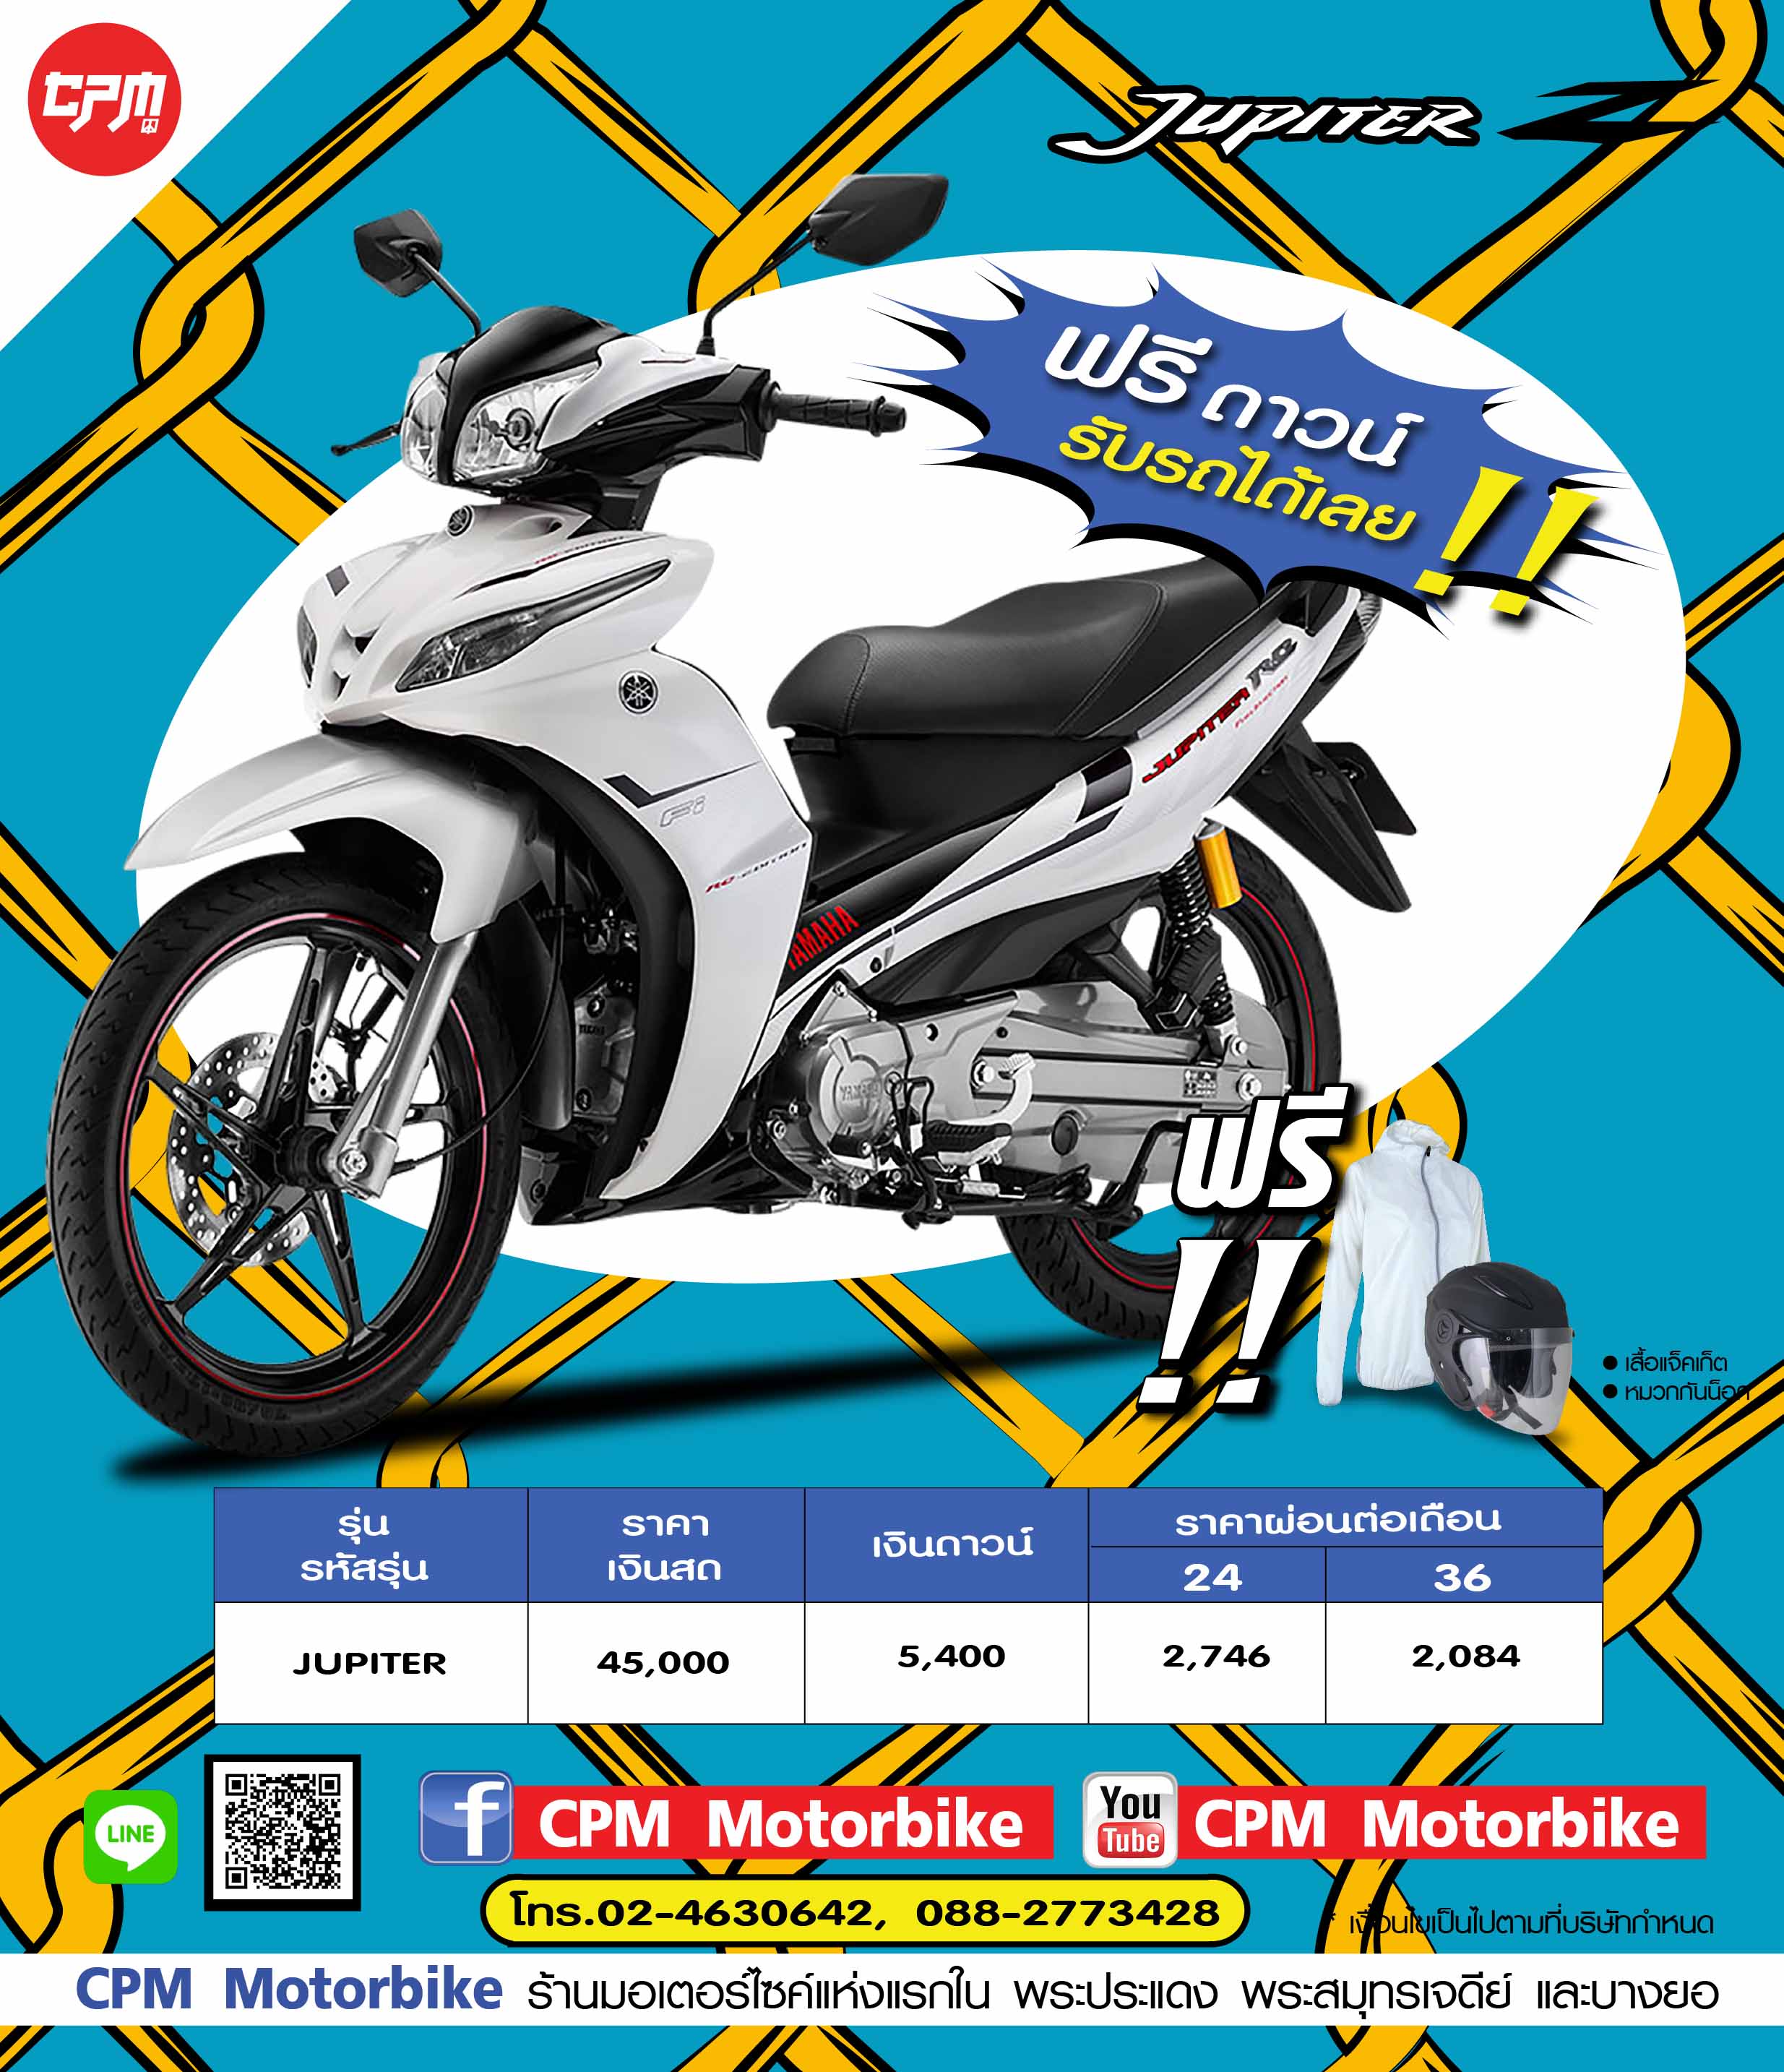 CPM
JUPITER Z
ฟรี ดาวน์
รับรถได้เลย !!
JUPITER RC
Fi
RC-EDITION
YAMAHA
ฟรี
!!
• เสื้อแจ็คเก็ต
• หมวกกันน็อก
รุ่น
รหัสรุ่น
ราคา
เงินสด
เงินดาวน์
ราคาผ่อนต่อเดือน
24
36
JUPITER
45,000
5,400
2,746
2,084
LINE
f
CPM Motorbike
You
Tube
CPM Motorbike
โทร.02-4630642, 088-2773428
* เงื่อนไขเป็นไปตามที่บริษัทกำหนด
CPM Motorbike ร้านมอเตอร์ไซค์แห่งแรกใน พระประแดง พระสมุทรเจดีย์ และบางยอ